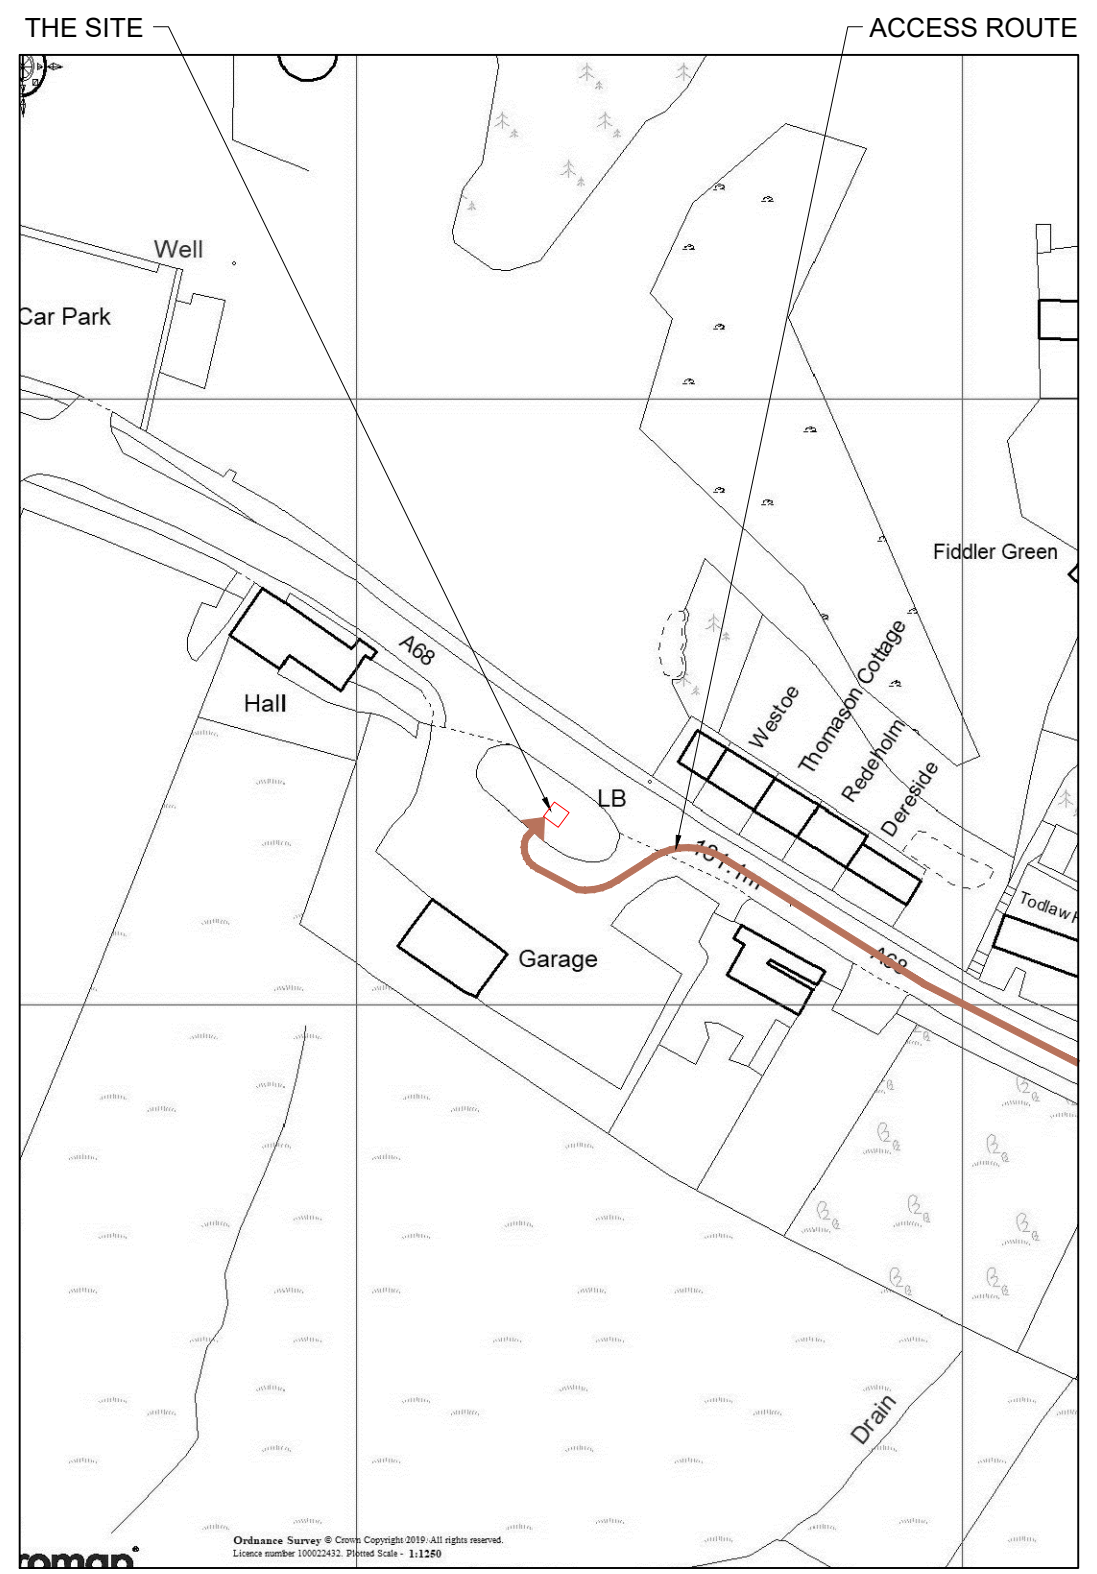 THE SITE
ACCESS ROUTE
Well
Car Park
Fiddler Green
A68
Hall
Westoe
Thomason Cottage
Redeholm
Dereside
LB
Todlaw
A68
Garage
Drain
Ordnance Survey © Crown Copyright 2019. All rights reserved.
Licence number 100022432. Plotted Scale - 1:1250